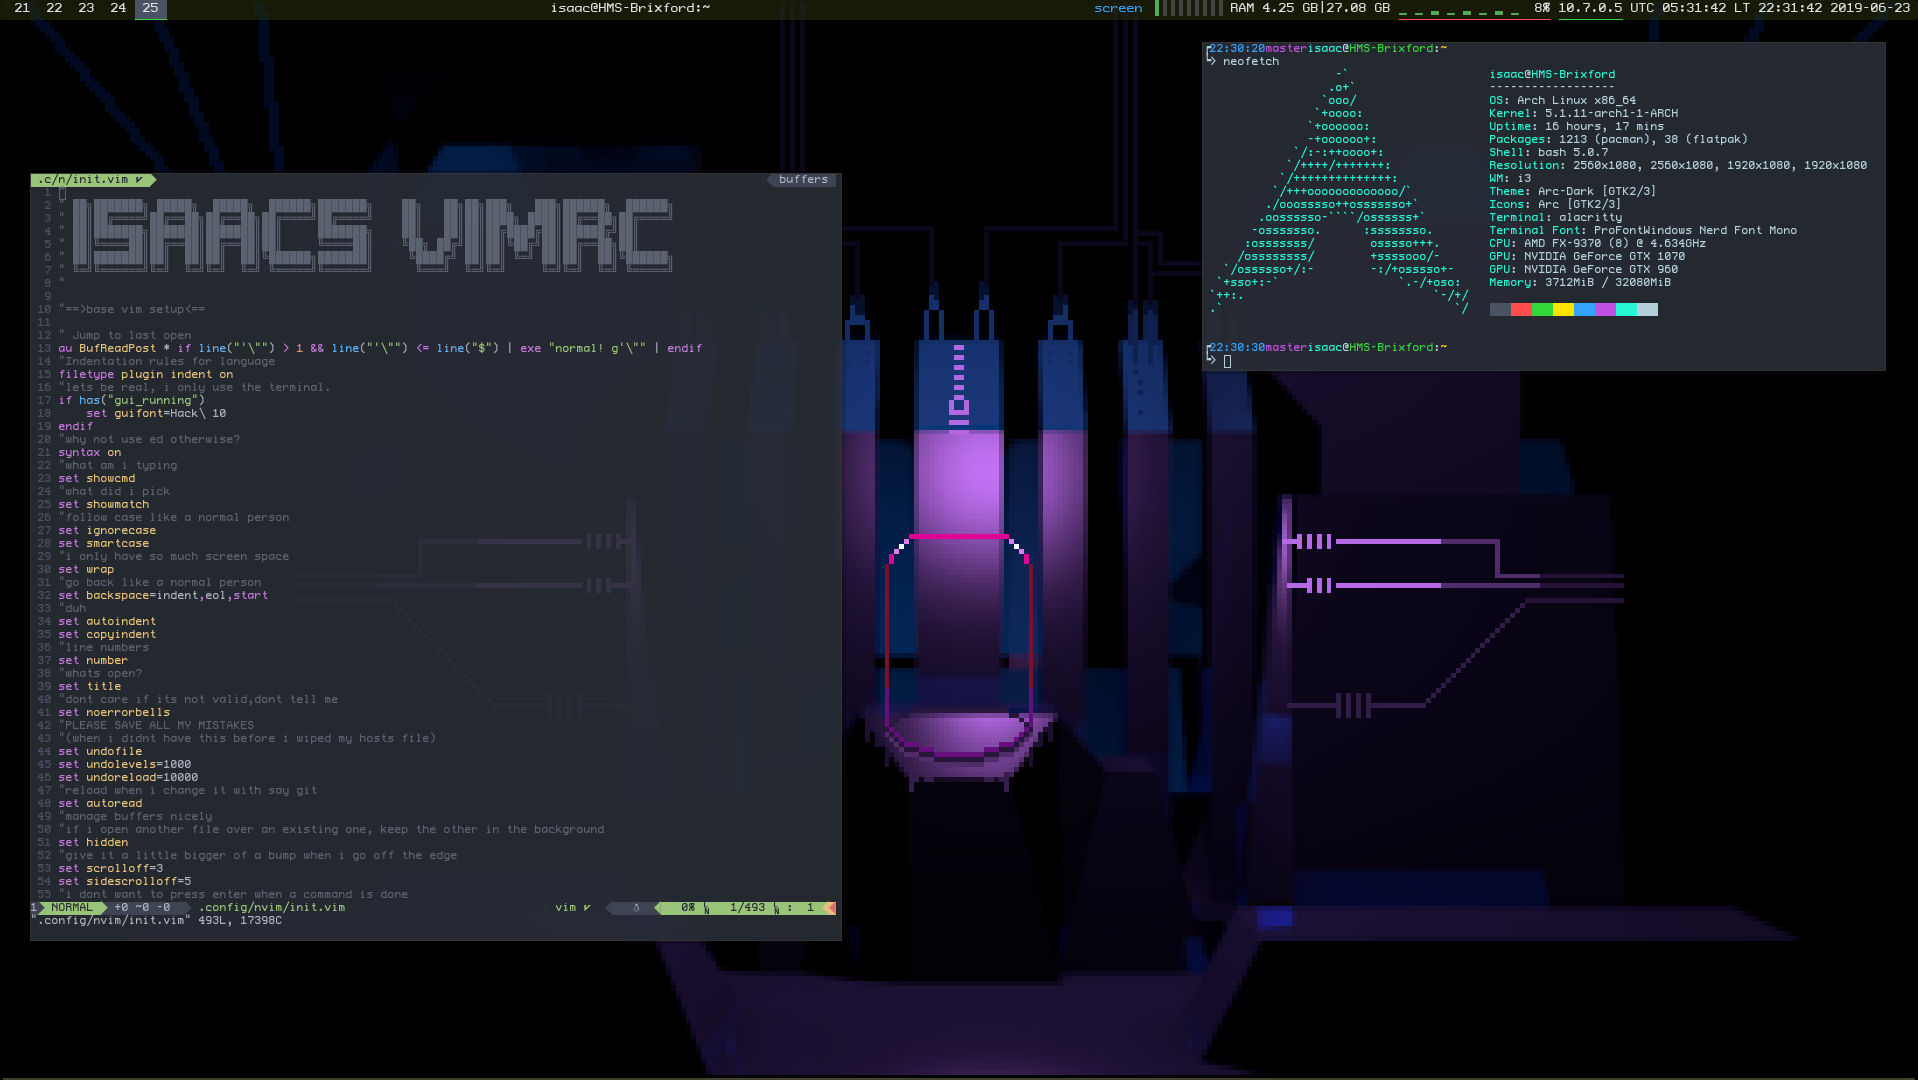 21 22 23 24 25 isaac@HMS-Brixford:~ screen RAM 4.25 GB|27.08 GB 8% 10.7.0.5 UTC 05:31:42 LT 22:31:42 2019-06-23
.c/n/init.vim buffers
1
2 "
3 "
4 "
5 "
6 "
7 "
ISAACS VIMRC
8 "
9
10 "==>base vim setup<==
11
12 " Jump to last open
13 au BufReadPost * if line("'\"") > 1 && line("'\"") <= line("$") | exe "normal! g'\"" | endif
14 "Indentation rules for language
15 filetype plugin indent on
16 "lets be real, i only use the terminal.
17 if has("gui_running")
18     set guifont=Hack\ 10
19 endif
20 "why not use ed otherwise?
21 syntax on
22 "what am i typing
23 set showcmd
24 "what did i pick
25 set showmatch
26 "follow case like a normal person
27 set ignorecase
28 set smartcase
29 "i only have so much screen space
30 set wrap
31 "go back like a normal person
32 set backspace=indent,eol,start
33 "duh
34 set autoindent
35 set copyindent
36 "line numbers
37 set number
38 "whats open?
39 set title
40 "dont care if its not valid,dont tell me
41 set noerrorbells
42 "PLEASE SAVE ALL MY MISTAKES
43 "(when i didnt have this before i wiped my hosts file)
44 set undofile
45 set undolevels=1000
46 set undoreload=10000
47 "reload when i change it with say git
48 set autoread
49 "manage buffers nicely
50 "if i open another file over an existing one, keep the other in the background
51 set hidden
52 "give it a little bigger of a bump when i go off the edge
53 set scrolloff=3
54 set sidescrolloff=5
55 "i dont want to press enter when a command is done
1 NORMAL +0 ~0 -0 .config/nvim/init.vim vim 0% 1/493 : 1
".config/nvim/init.vim" 493L, 17398C
22:30:20masterisaac@HMS-Brixford:~
> neofetch
-`
.o+`
`ooo/
`+oooo:
`+oooooo:
-+oooooo+:
`/:-:++oooo+:
`/++++/+++++++:
`/++++++++++++++:
`/+++ooooooooooooo/`
./ooosssso++osssssso+`
.oossssso-````/ossssss+`
-osssssso.      :ssssssso.
:osssssss/        osssso+++.
/ossssssss/        +ssssooo/-
`/ossssso+/:-        -:/+osssso+-
`+sso+:-`                 `.-/+oso:
`++:.                           `-/+/
.`                                 `/
isaac@HMS-Brixford
------------------
OS: Arch Linux x86_64
Kernel: 5.1.11-arch1-1-ARCH
Uptime: 16 hours, 17 mins
Packages: 1213 (pacman), 38 (flatpak)
Shell: bash 5.0.7
Resolution: 2560x1080, 2560x1080, 1920x1080, 1920x1080
WM: i3
Theme: Arc-Dark [GTK2/3]
Icons: Arc [GTK2/3]
Terminal: alacritty
Terminal Font: ProFontWindows Nerd Font Mono
CPU: AMD FX-9370 (8) @ 4.634GHz
GPU: NVIDIA GeForce GTX 1070
GPU: NVIDIA GeForce GTX 960
Memory: 3712MiB / 32080MiB
22:30:30masterisaac@HMS-Brixford:~
>